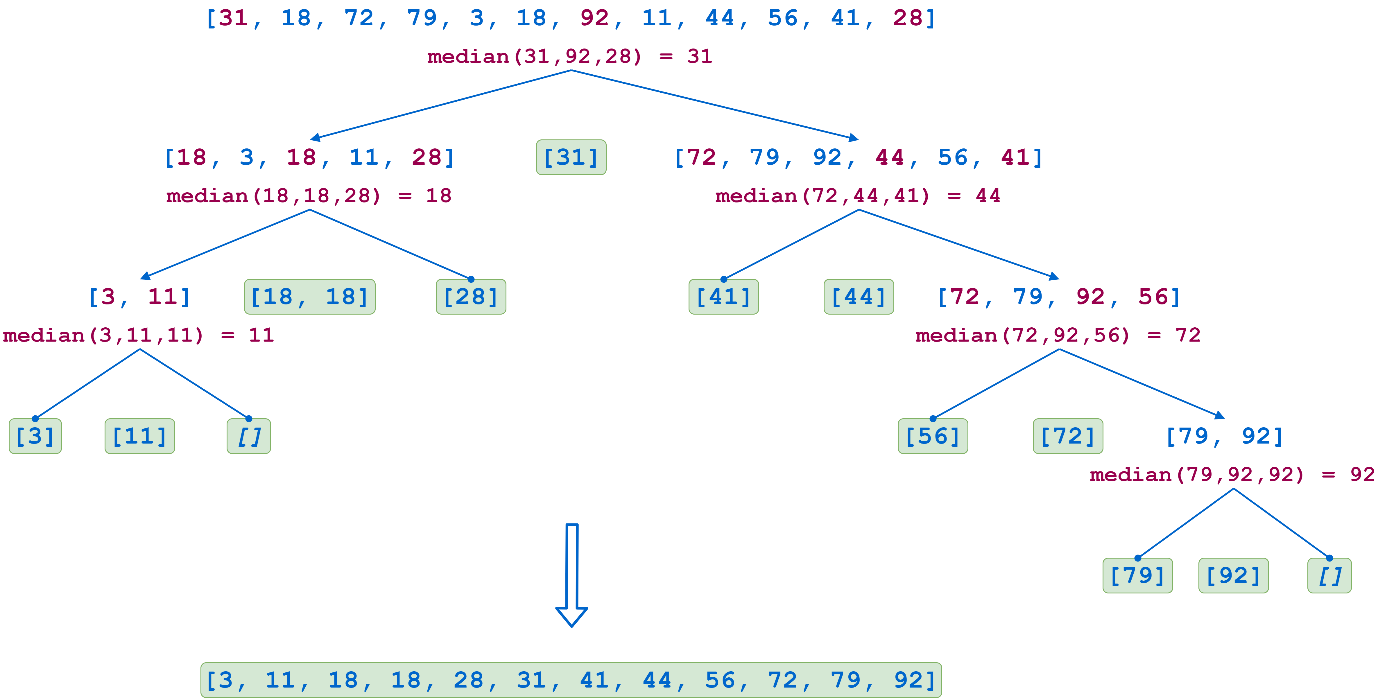 [31, 18, 72, 79, 3, 18, 92, 11, 44, 56, 41, 28]
median(31,92,28) = 31
[18, 3, 18, 11, 28] [31] [72, 79, 92, 44, 56, 41]
median(18,18,28) = 18 median(72,44,41) = 44
[3, 11] [18, 18] [28] [41] [44] [72, 79, 92, 56]
median(3,11,11) = 11 median(72,92,56) = 72
[3] [11] [] [56] [72] [79, 92]
median(79,92,92) = 92
[79] [92] []
[3, 11, 18, 18, 28, 31, 41, 44, 56, 72, 79, 92]